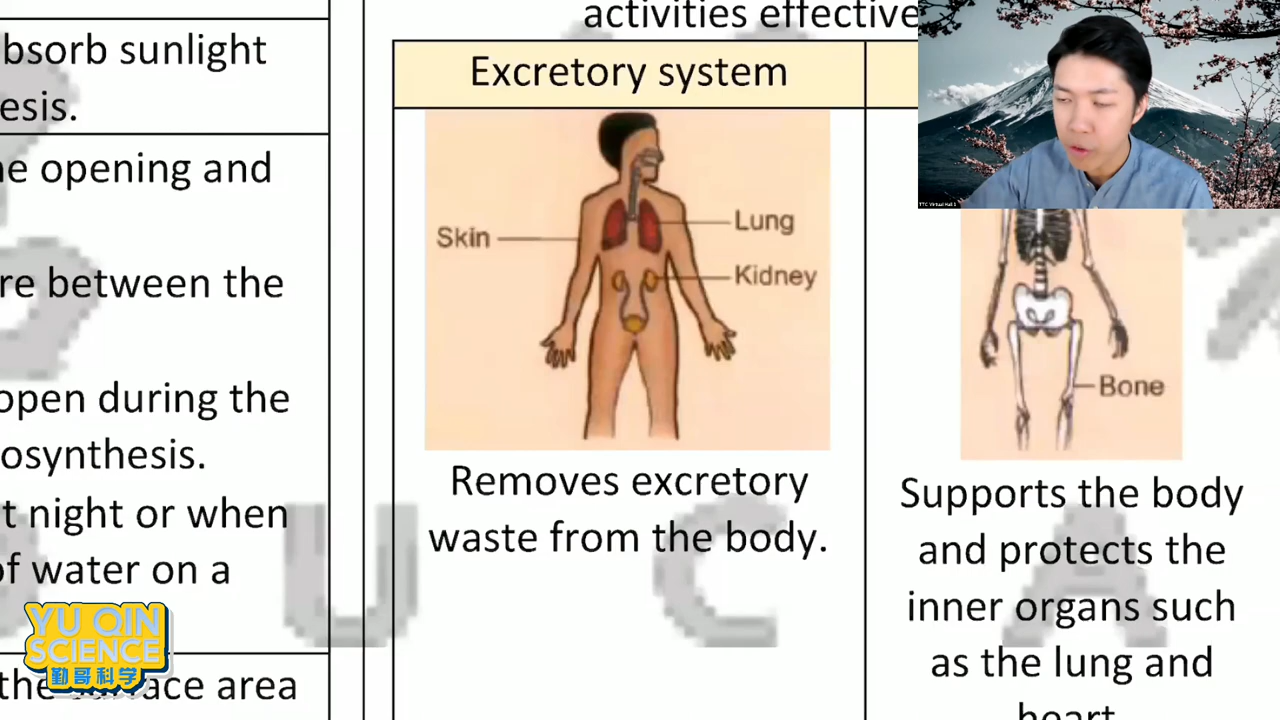 bsorb sunlight
esis.
ne opening and
re between the
open during the
osynthesis.
t night or when
of water on a
the surface area
activities effective
Excretory system
Skin
Lung
Kidney
Removes excretory
waste from the body.
Bone
Supports the body
and protects the
inner organs such
as the lung and
heart
YU QIN
SCIENCE
勤哥科学
U C A